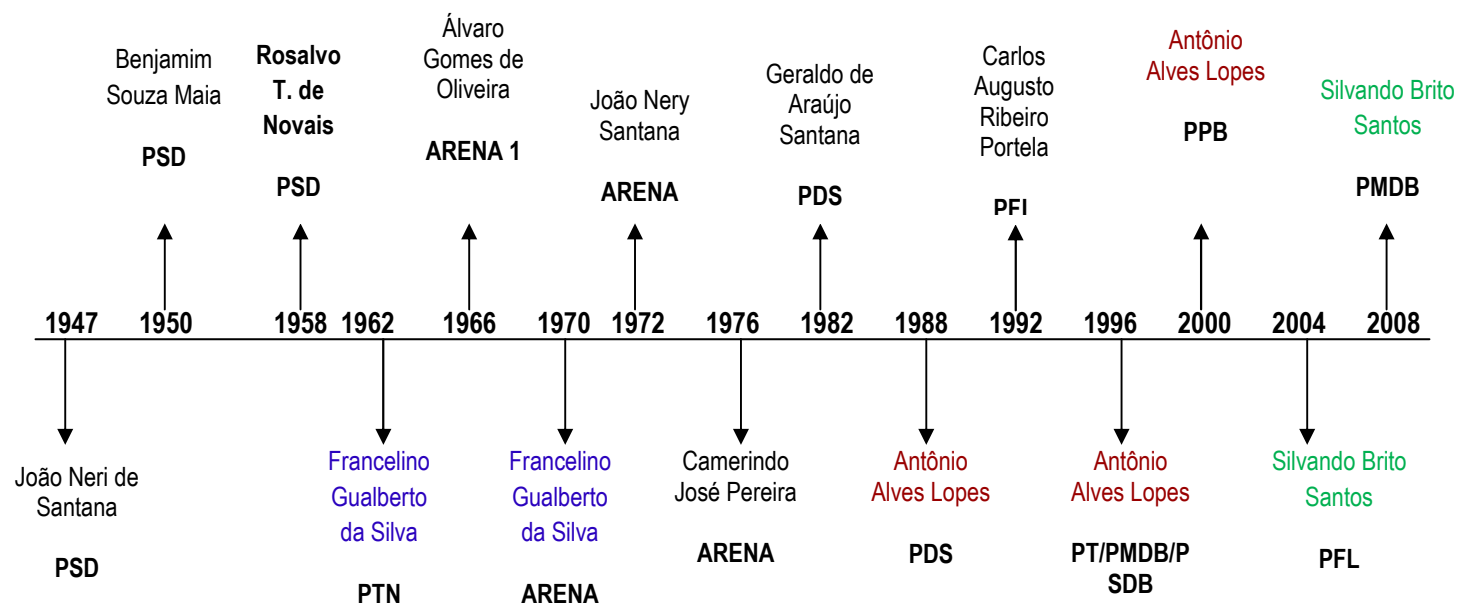 Benjamim
Souza Maia
PSD
Rosalvo
T. de
Novais
PSD
Álvaro
Gomes de
Oliveira
ARENA 1
João Nery
Santana
ARENA
Geraldo de
Araújo
Santana
PDS
Carlos
Augusto
Ribeiro
Portela
PFL
Antônio
Alves Lopes
PPB
Silvando Brito
Santos
PMDB
1947 1950 1958 1962 1966 1970 1972 1976 1982 1988 1992 1996 2000 2004 2008
João Neri de
Santana
PSD
Francelino
Gualberto
da Silva
PTN
Francelino
Gualberto
da Silva
ARENA
Camerindo
José Pereira
ARENA
Antônio
Alves Lopes
PDS
Antônio
Alves Lopes
PT/PMDB/P
SDB
Silvando Brito
Santos
PFL